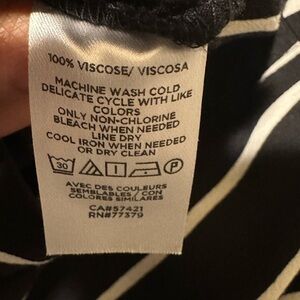 100% VISCOSE/ VISCOSA
MACHINE WASH COLD
DELICATE CYCLE WITH LIKE
COLORS
ONLY NON-CHLORINE
BLEACH WHEN NEEDED
LINE DRY
COOL IRON WHEN NEEDED
OR DRY CLEAN
30 P
AVEC DES COULEURS
SEMBLABLES / CON
COLORES SIMILARES
CA#57421
RN#77379